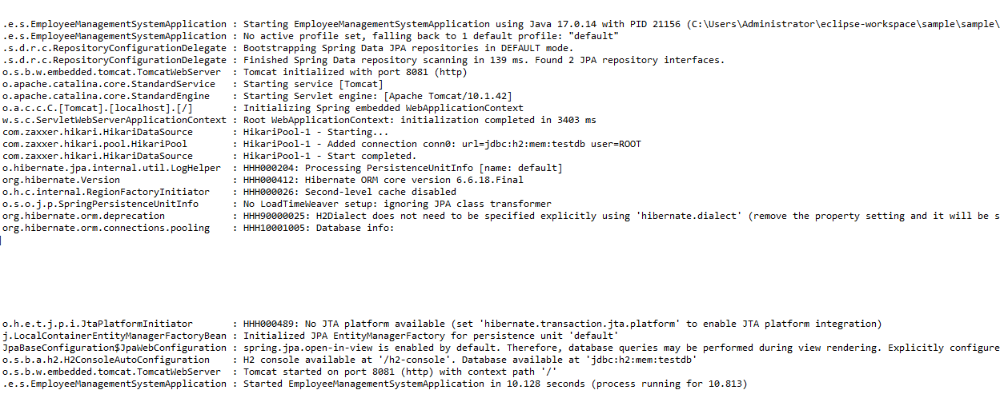 .e.s.EmployeeManagementSystemApplication : Starting EmployeeManagementSystemApplication using Java 17.0.14 with PID 21156 (C:\Users\Administrator\eclipse-workspace\sample\sample\
.e.s.EmployeeManagementSystemApplication : No active profile set, falling back to 1 default profile: "default"
.s.d.r.c.RepositoryConfigurationDelegate : Bootstrapping Spring Data JPA repositories in DEFAULT mode.
.s.d.r.c.RepositoryConfigurationDelegate : Finished Spring Data repository scanning in 139 ms. Found 2 JPA repository interfaces.
o.s.b.w.embedded.tomcat.TomcatWebServer  : Tomcat initialized with port 8081 (http)
o.apache.catalina.core.StandardService   : Starting service [Tomcat]
o.apache.catalina.core.StandardEngine    : Starting Servlet engine: [Apache Tomcat/10.1.42]
o.a.c.c.C.[Tomcat].[localhost].[/]       : Initializing Spring embedded WebApplicationContext
w.s.c.ServletWebServerApplicationContext : Root WebApplicationContext: initialization completed in 3403 ms
com.zaxxer.hikari.HikariDataSource       : HikariPool-1 - Starting...
com.zaxxer.hikari.pool.HikariPool        : HikariPool-1 - Added connection conn0: url=jdbc:h2:mem:testdb user=ROOT
com.zaxxer.hikari.HikariDataSource       : HikariPool-1 - Start completed.
o.hibernate.jpa.internal.util.LogHelper  : HHH000204: Processing PersistenceUnitInfo [name: default]
org.hibernate.Version                    : HHH000412: Hibernate ORM core version 6.6.18.Final
o.h.c.internal.RegionFactoryInitiator    : HHH000026: Second-level cache disabled
o.s.o.j.p.SpringPersistenceUnitInfo      : No LoadTimeWeaver setup: ignoring JPA class transformer
org.hibernate.orm.deprecation            : HHH90000025: H2Dialect does not need to be specified explicitly using 'hibernate.dialect' (remove the property setting and it will be s
org.hibernate.orm.connections.pooling    : HHH10001005: Database info:
o.h.e.t.j.p.i.JtaPlatformInitiator       : HHH000489: No JTA platform available (set 'hibernate.transaction.jta.platform' to enable JTA platform integration)
j.LocalContainerEntityManagerFactoryBean : Initialized JPA EntityManagerFactory for persistence unit 'default'
JpaBaseConfiguration$JpaWebConfiguration : spring.jpa.open-in-view is enabled by default. Therefore, database queries may be performed during view rendering. Explicitly configure
o.s.b.a.h2.H2ConsoleAutoConfiguration    : H2 console available at '/h2-console'. Database available at 'jdbc:h2:mem:testdb'
o.s.b.w.embedded.tomcat.TomcatWebServer  : Tomcat started on port 8081 (http) with context path '/'
.e.s.EmployeeManagementSystemApplication : Started EmployeeManagementSystemApplication in 10.128 seconds (process running for 10.813)